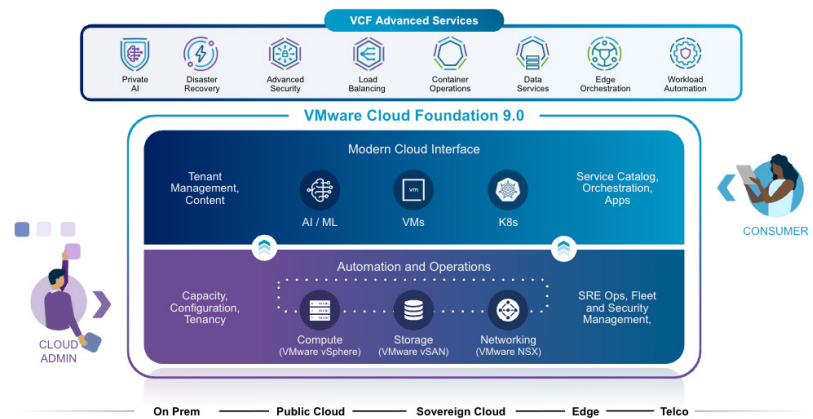 VCF Advanced Services
Private
AI
Disaster
Recovery
Advanced
Security
Load
Balancing
Container
Operations
Data
Services
Edge
Orchestration
Workload
Automation
VMware Cloud Foundation 9.0
Modern Cloud Interface
Tenant
Management,
Content
AI / ML
vm
VMs
K8s
Service Catalog,
Orchestration,
Apps
CONSUMER
Automation and Operations
Capacity,
Configuration,
Tenancy
Compute
(VMware vSphere)
Storage
(VMware vSAN)
Networking
(VMware NSX)
SRE Ops, Fleet
and Security
Management,
CLOUD
ADMIN
On Prem
Public Cloud
Sovereign Cloud
Edge
Telco